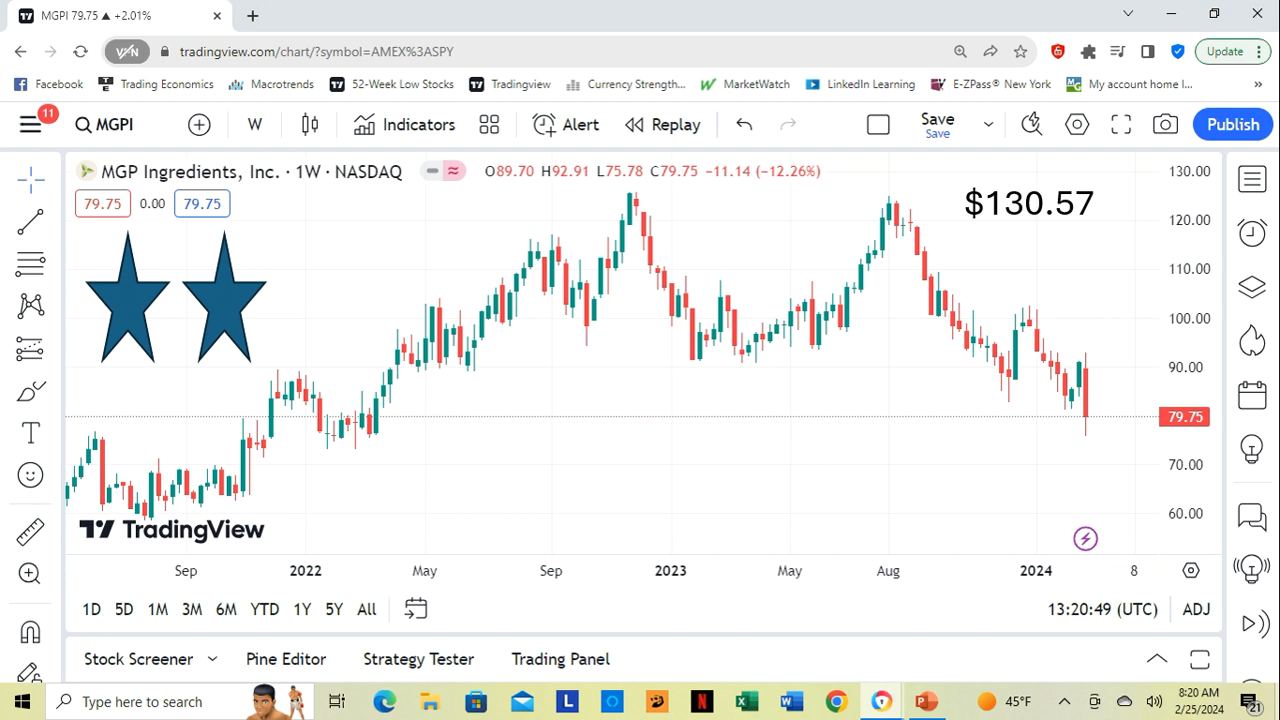 MGPI 79.75 ▲ +2.01%
tradingview.com/chart/?symbol=AMEX%3ASPY
Update
Facebook
Trading Economics
Macrotrends
52-Week Low Stocks
Tradingview
Currency Strength...
MarketWatch
LinkedIn Learning
E-ZPass® New York
My account home l...
»
11
MGPI
W
Indicators
Alert
Replay
Save
Save
Publish
MGP Ingredients, Inc. · 1W · NASDAQ
O89.70 H92.91 L75.78 C79.75 −11.14 (−12.26%)
79.75 0.00 79.75
$130.57
130.00
120.00
110.00
100.00
90.00
79.75
70.00
60.00
TradingView
Sep 2022 May Sep 2023 May Aug 2024 8
1D 5D 1M 3M 6M YTD 1Y 5Y All
13:20:49 (UTC) ADJ
Stock Screener Pine Editor Strategy Tester Trading Panel
Type here to search
45°F
8:20 AM
2/25/2024
21